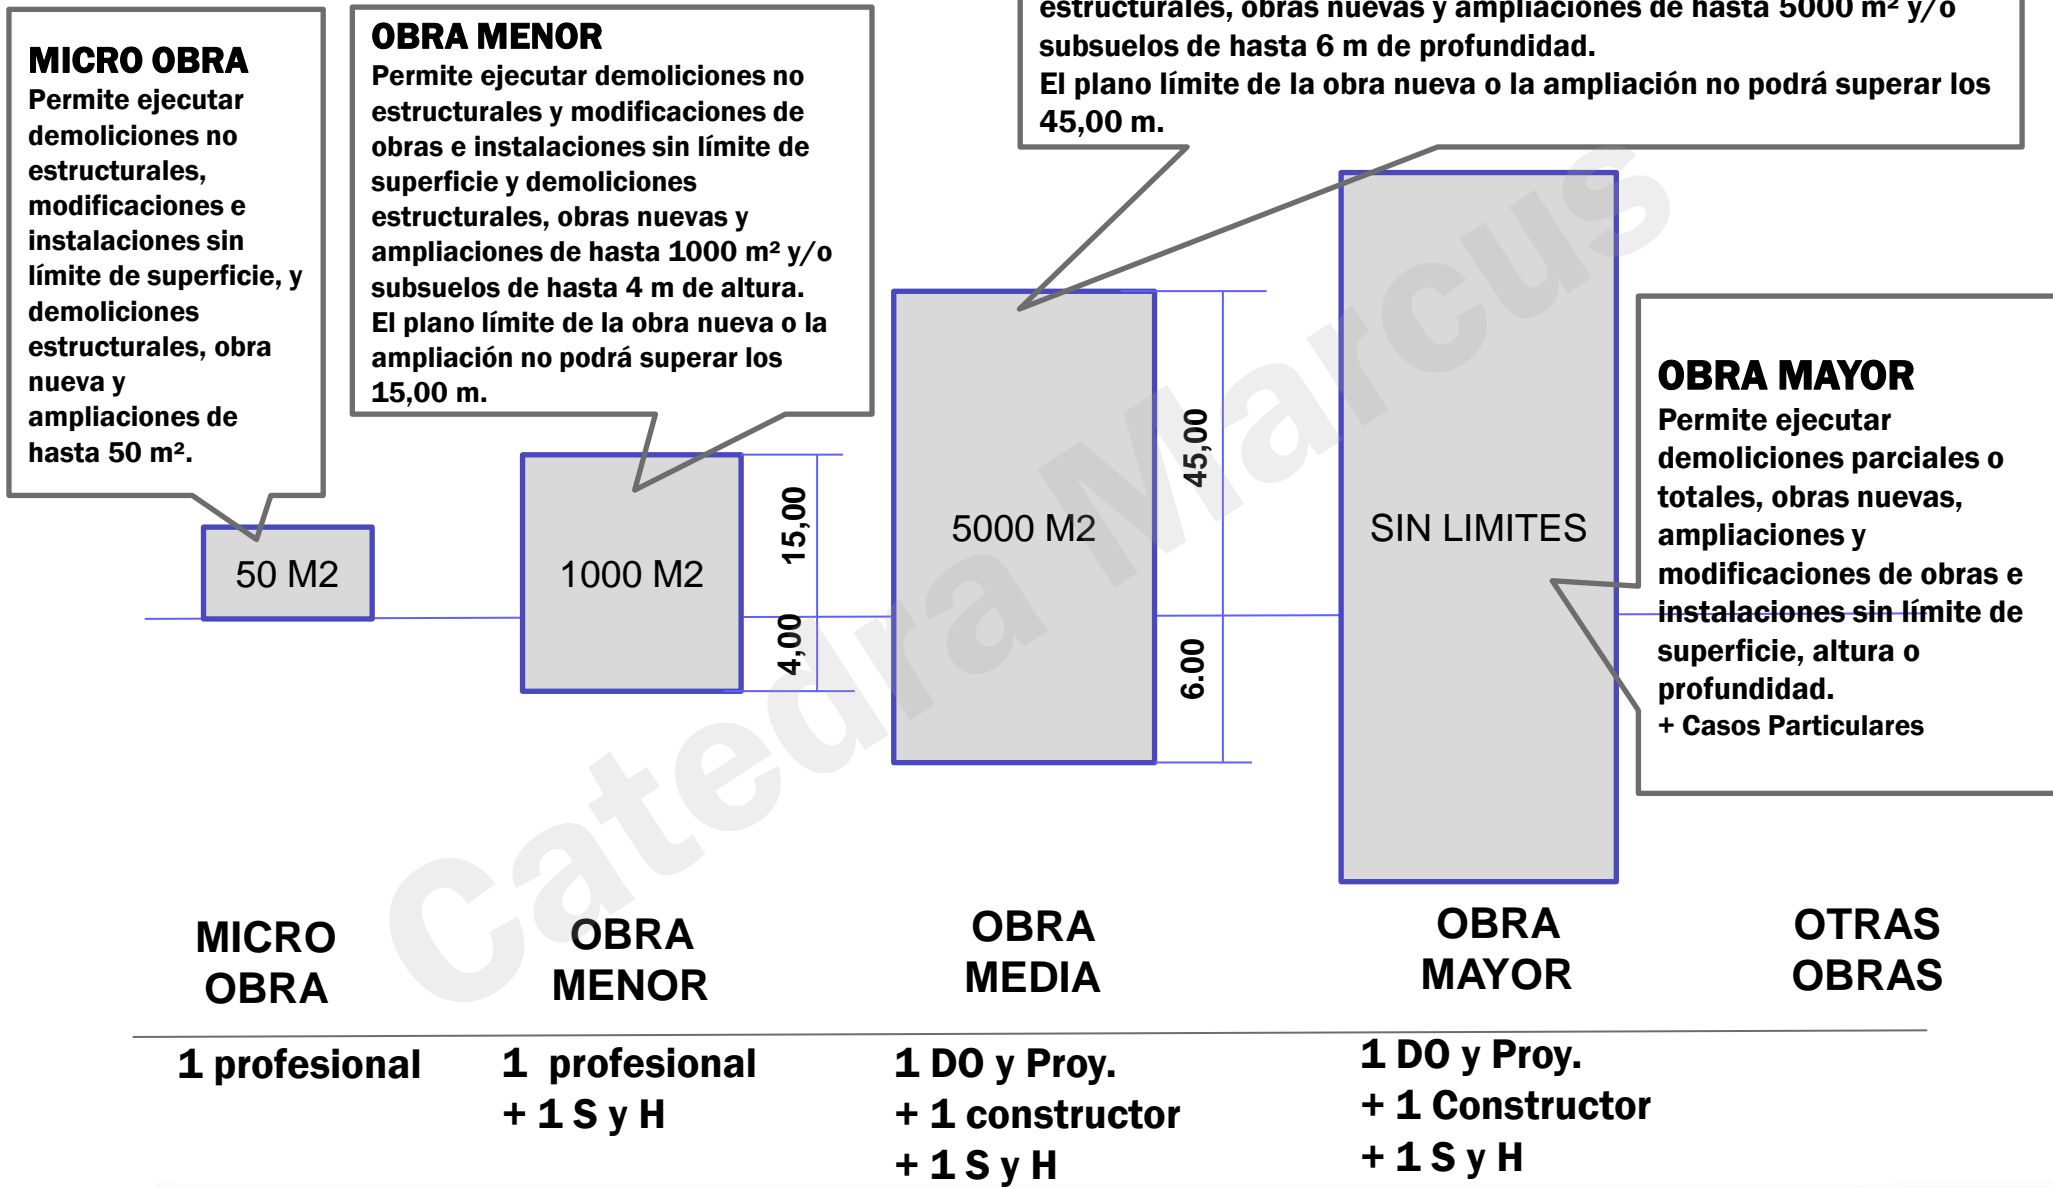 MICRO OBRA
Permite ejecutar
demoliciones no
estructurales,
modificaciones e
instalaciones sin
límite de superficie, y
demoliciones
estructurales, obra
nueva y
ampliaciones de
hasta 50 m².
OBRA MENOR
Permite ejecutar demoliciones no
estructurales y modificaciones de
obras e instalaciones sin límite de
superficie y demoliciones
estructurales, obras nuevas y
ampliaciones de hasta 1000 m² y/o
subsuelos de hasta 4 m de altura.
El plano límite de la obra nueva o la
ampliación no podrá superar los
15,00 m.
estructurales, obras nuevas y ampliaciones de hasta 5000 m² y/o
subsuelos de hasta 6 m de profundidad.
El plano límite de la obra nueva o la ampliación no podrá superar los
45,00 m.
OBRA MAYOR
Permite ejecutar
demoliciones parciales o
totales, obras nuevas,
ampliaciones y
modificaciones de obras e
instalaciones sin límite de
superficie, altura o
profundidad.
+ Casos Particulares
50 M2
1000 M2
15,00
4,00
5000 M2
45,00
6.00
SIN LIMITES
Catedra Marcus
MICRO
OBRA
OBRA
MENOR
OBRA
MEDIA
OBRA
MAYOR
OTRAS
OBRAS
1 profesional
1 profesional
+ 1 S y H
1 DO y Proy.
+ 1 constructor
+ 1 S y H
1 DO y Proy.
+ 1 Constructor
+ 1 S y H